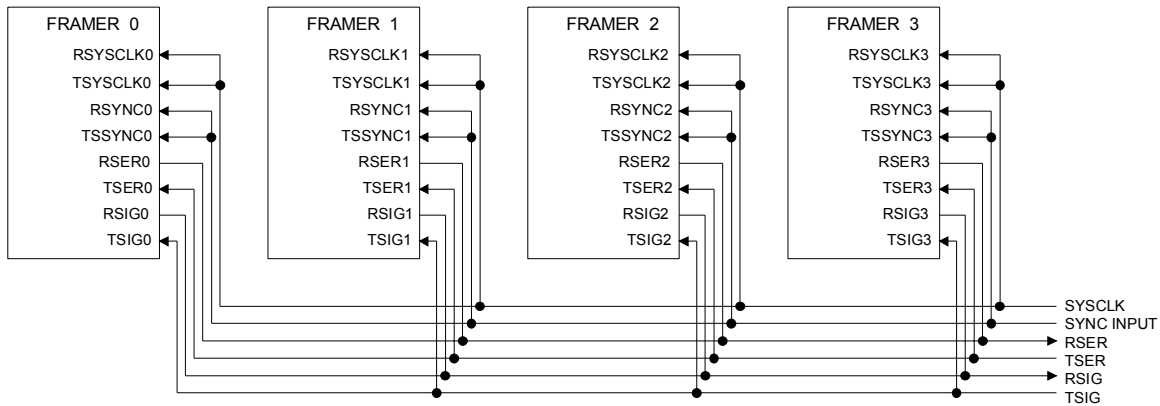 FRAMER 0
RSYSCLK0
TSYSCLK0
RSYNC0
TSSYNC0
RSER0
TSER0
RSIG0
TSIG0
FRAMER 1
RSYSCLK1
TSYSCLK1
RSYNC1
TSSYNC1
RSER1
TSER1
RSIG1
TSIG1
FRAMER 2
RSYSCLK2
TSYSCLK2
RSYNC2
TSSYNC2
RSER2
TSER2
RSIG2
TSIG2
FRAMER 3
RSYSCLK3
TSYSCLK3
RSYNC3
TSSYNC3
RSER3
TSER3
RSIG3
TSIG3
SYSCLK
SYNC INPUT
RSER
TSER
RSIG
TSIG